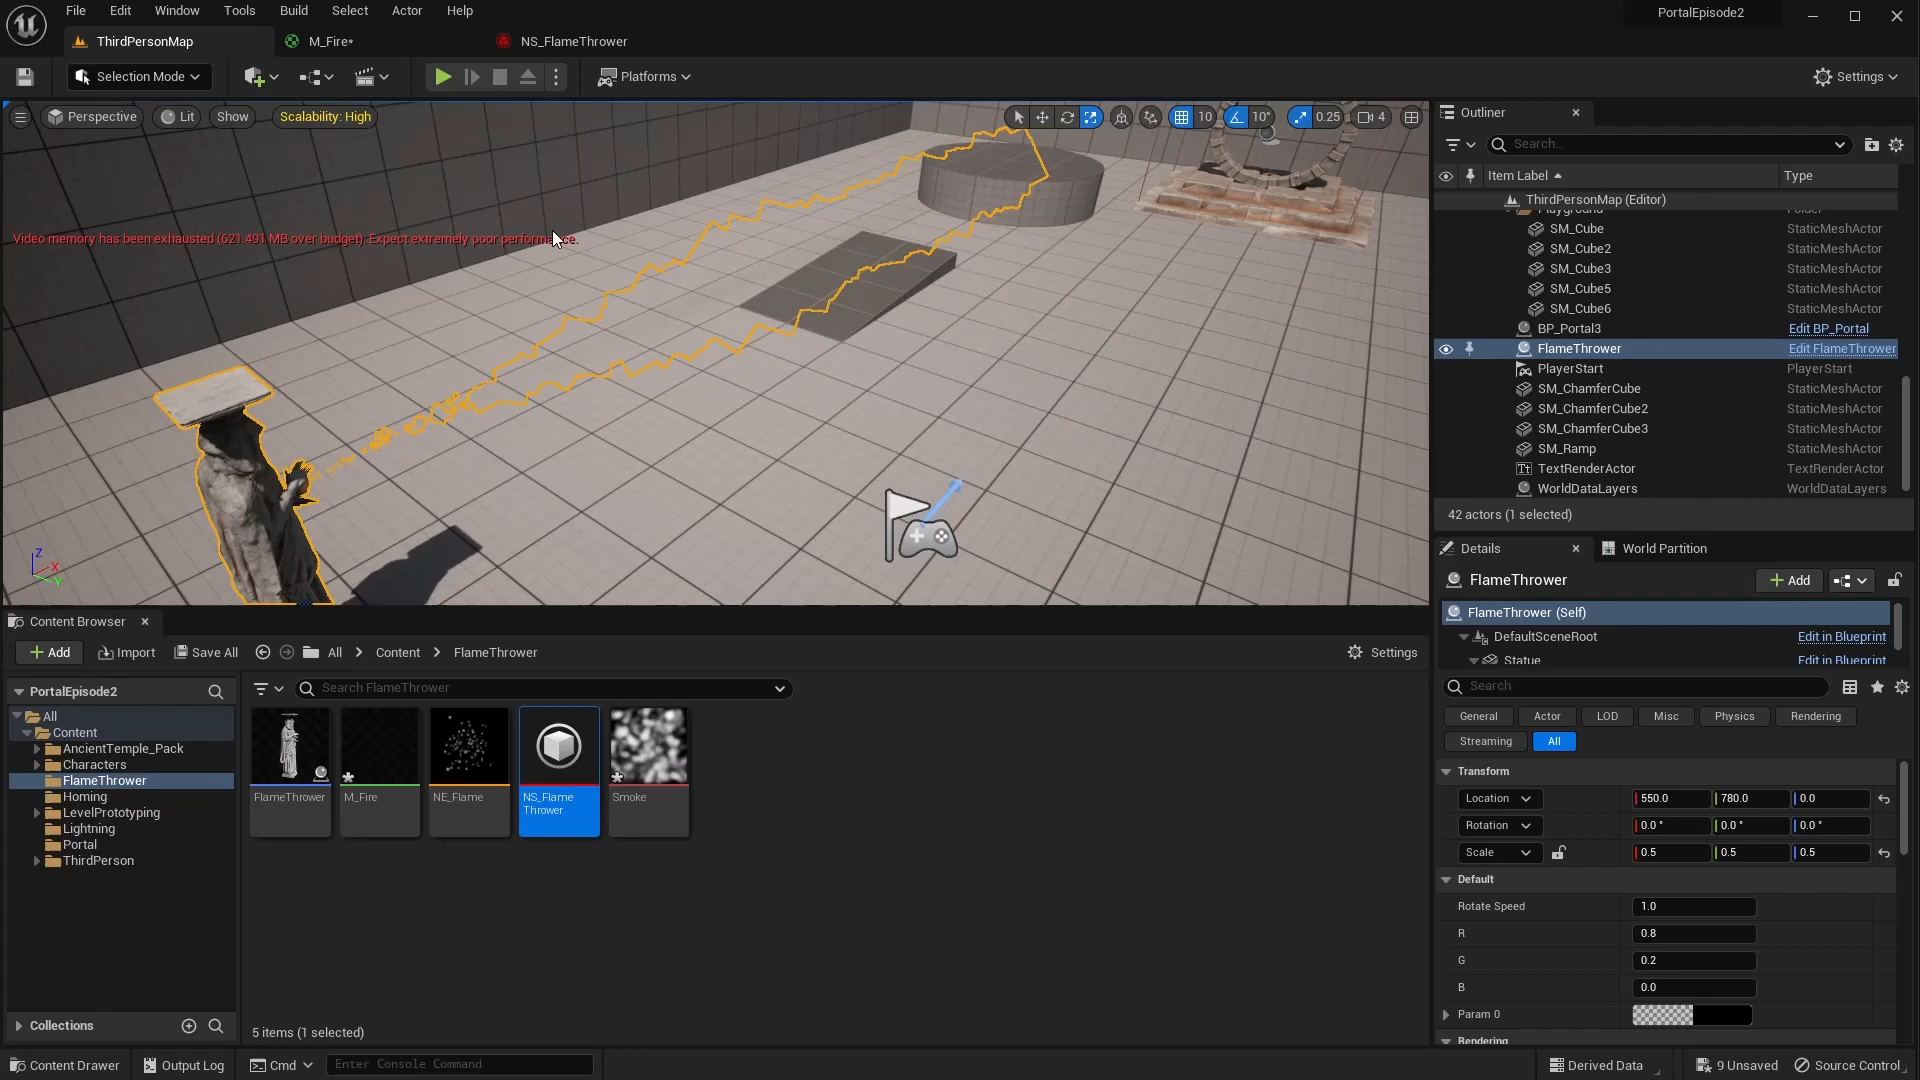 File Edit Window Tools Build Select Actor Help
PortalEpisode2
ThirdPersonMap
M_Fire*
NS_FlameThrower
Selection Mode
Platforms
Settings
Perspective
Lit
Show
Scalability: High
10
10°
0.25
4
Video memory has been exhausted (621.491 MB over budget). Expect extremely poor performance.
Z
X
Y
Outliner
Search...
Item Label
Type
ThirdPersonMap (Editor)
Playground Folder
SM_Cube StaticMeshActor
SM_Cube2 StaticMeshActor
SM_Cube3 StaticMeshActor
SM_Cube5 StaticMeshActor
SM_Cube6 StaticMeshActor
BP_Portal3 Edit BP_Portal
FlameThrower Edit FlameThrower
PlayerStart PlayerStart
SM_ChamferCube StaticMeshActor
SM_ChamferCube2 StaticMeshActor
SM_ChamferCube3 StaticMeshActor
SM_Ramp StaticMeshActor
TextRenderActor TextRenderActor
WorldDataLayers WorldDataLayers
42 actors (1 selected)
Details
World Partition
FlameThrower
Add
FlameThrower (Self)
DefaultSceneRoot Edit in Blueprint
Statue Edit in Blueprint
Search
General Actor LOD Misc Physics Rendering
Streaming All
Transform
Location 550.0 780.0 0.0
Rotation 0.0 ° 0.0 ° 0.0 °
Scale 0.5 0.5 0.5
Default
Rotate Speed 1.0
R 0.8
G 0.2
B 0.0
Param 0
Rendering
Content Browser
Add
Import
Save All
All
Content
FlameThrower
Settings
PortalEpisode2
All
Content
AncientTemple_Pack
Characters
FlameThrower
Homing
LevelPrototyping
Lightning
Portal
ThirdPerson
Collections
Search FlameThrower
FlameThrower
M_Fire
NE_Flame
NS_Flame
Thrower
Smoke
5 items (1 selected)
Content Drawer
Output Log
Cmd
Enter Console Command
Derived Data
9 Unsaved
Source Control